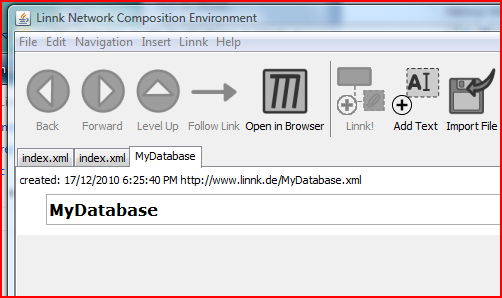 Linnk Network Composition Environment
File Edit Navigation Insert Linnk Help
Back Forward Level Up Follow Link Open in Browser Linnk! Add Text Import File
index.xml index.xml MyDatabase
created: 17/12/2010 6:25:40 PM http://www.linnk.de/MyDatabase.xml
MyDatabase